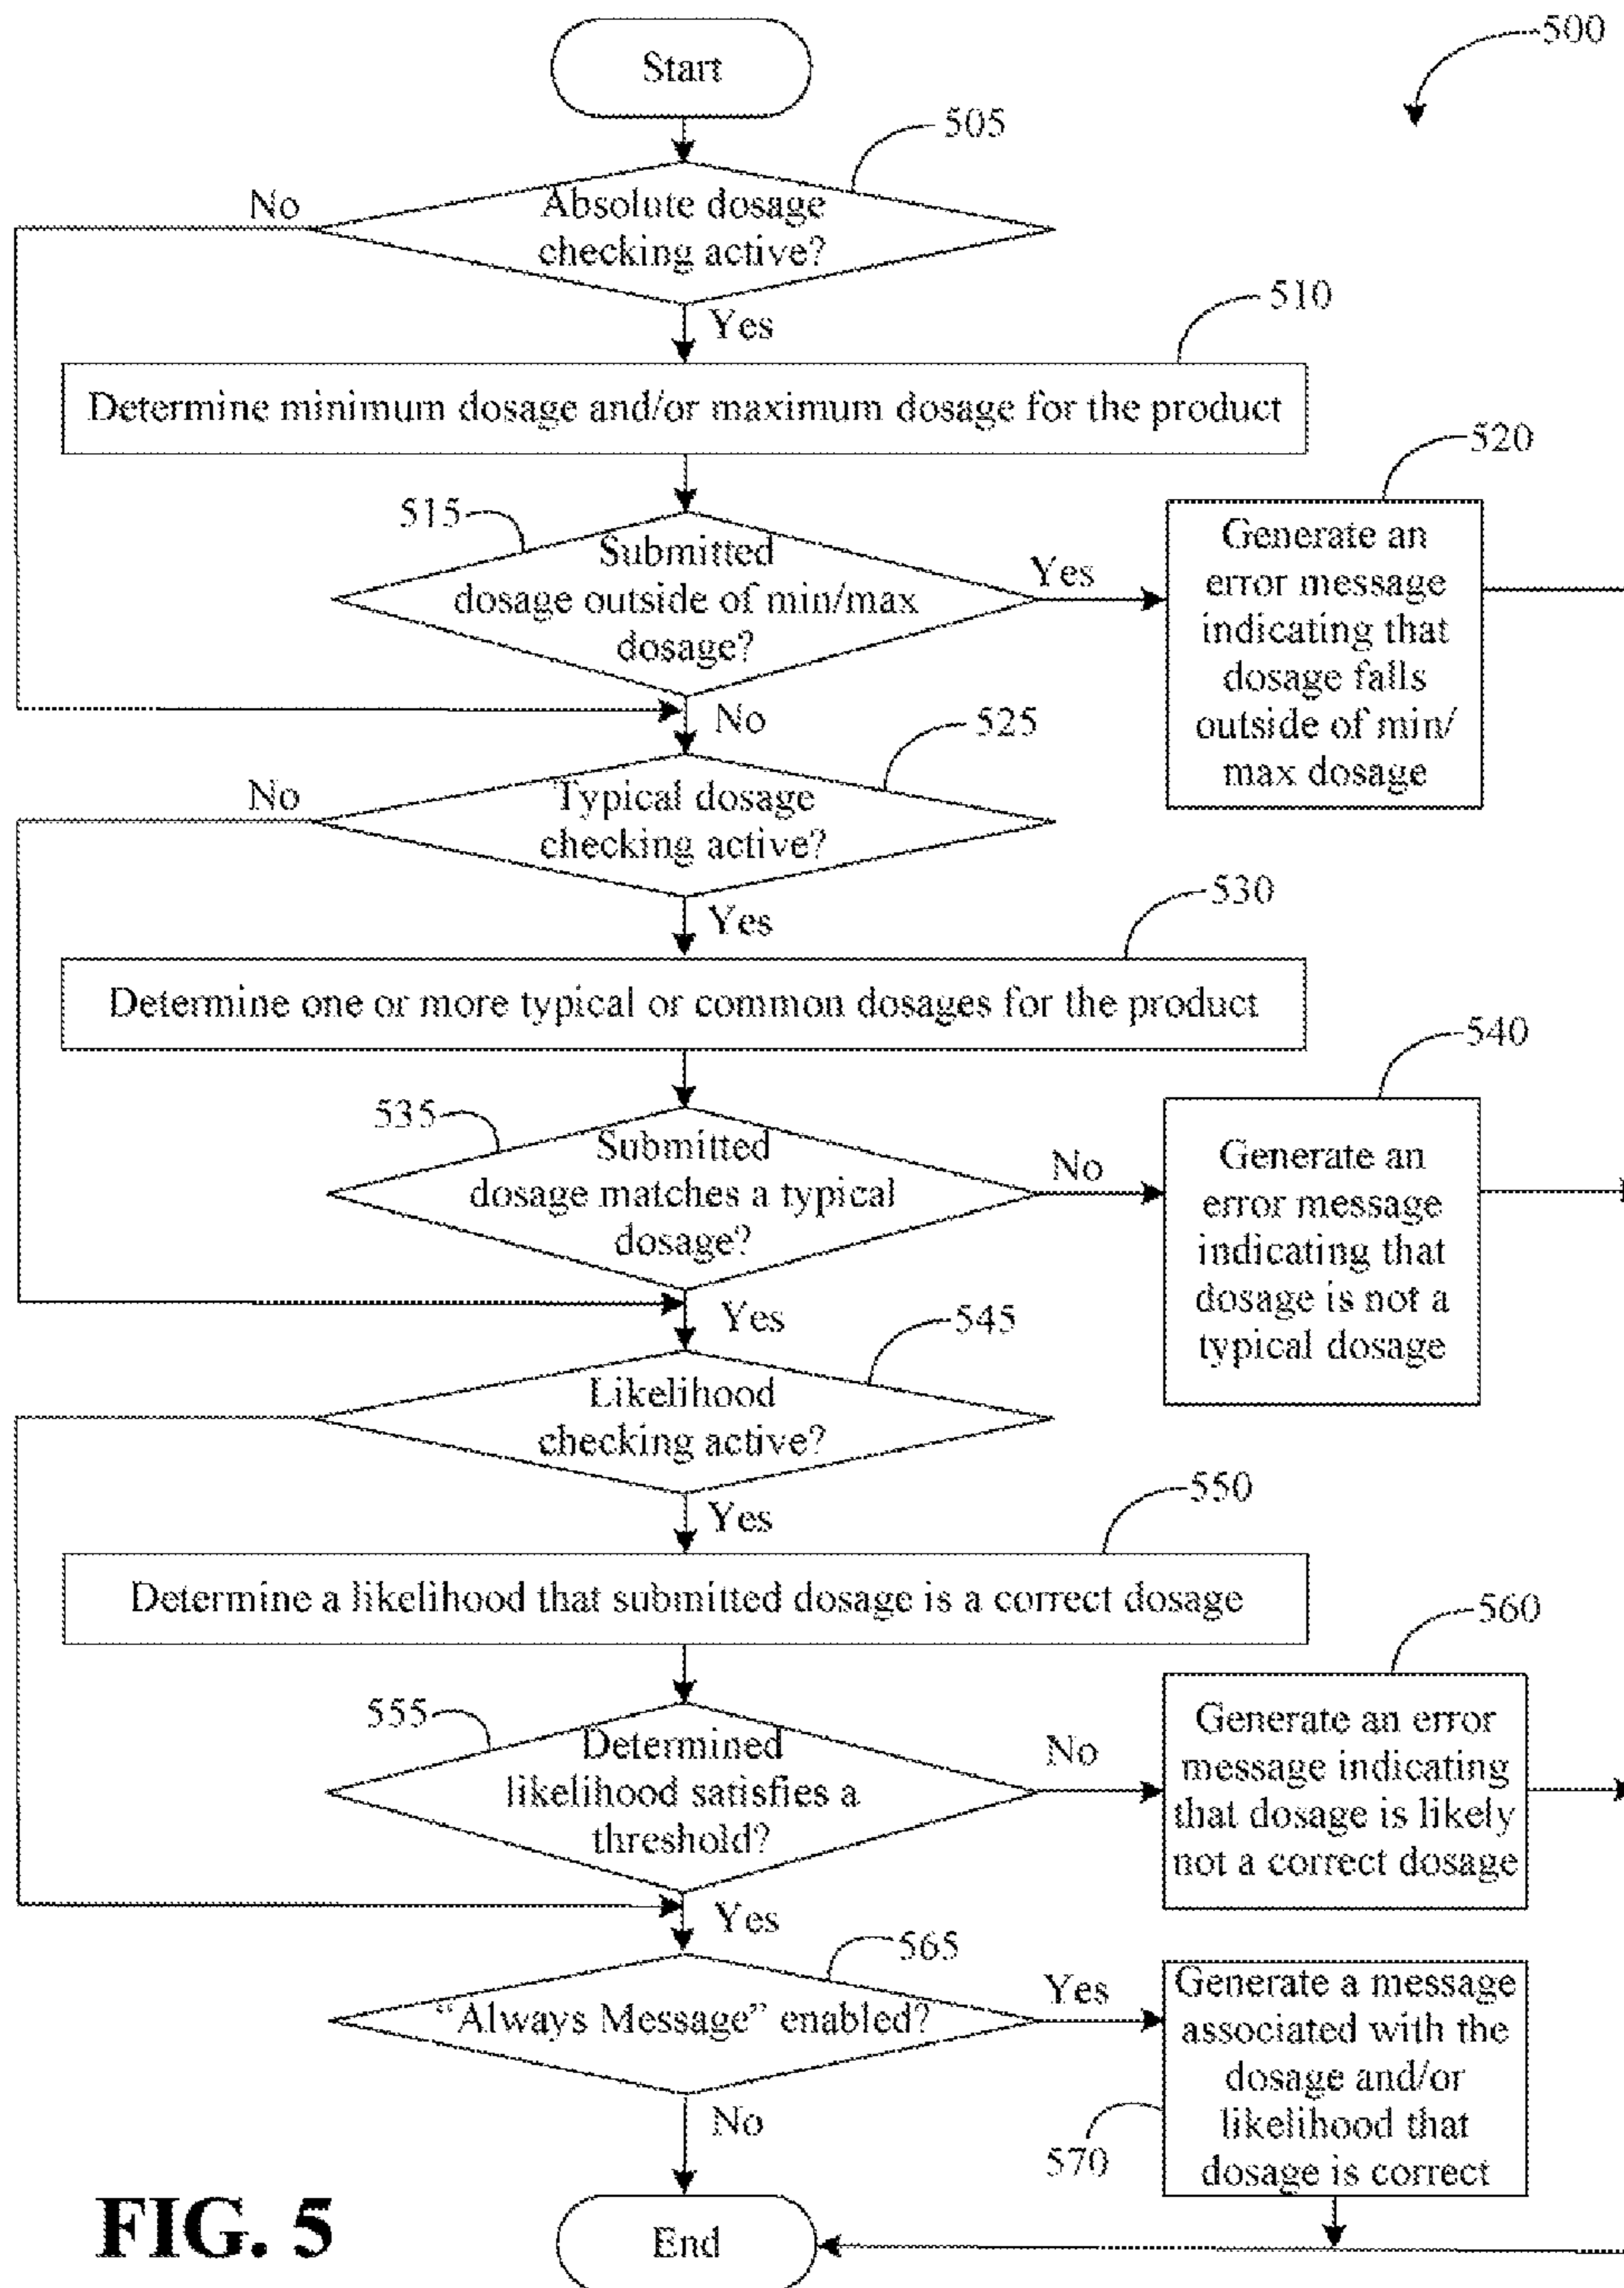 500
Start
505
No
Absolute dosage
checking active?
Yes
510
Determine minimum dosage and/or maximum dosage for the product
520
515
Submitted
dosage outside of min/max
dosage?
Yes
Generate an
error message
indicating that
dosage falls
outside of min/
max dosage
No
525
No
Typical dosage
checking active?
Yes
530
Determine one or more typical or common dosages for the product
540
535
Submitted
dosage matches a typical
dosage?
No
Generate an
error message
indicating that
dosage is not a
typical dosage
Yes
545
Likelihood
checking active?
Yes
550
Determine a likelihood that submitted dosage is a correct dosage
560
555
Determined
likelihood satisfies a
threshold?
No
Generate an error
message indicating
that dosage is likely
not a correct dosage
Yes
565
"Always Message" enabled?
Yes
Generate a message
associated with the
dosage and/or
likelihood that
dosage is correct
570
No
End
FIG. 5